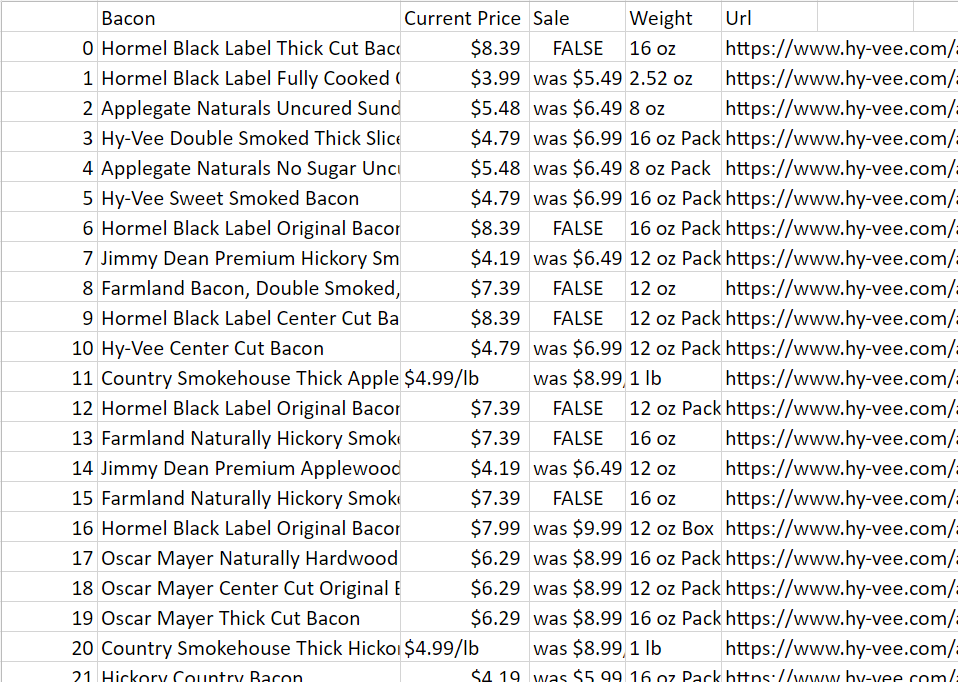 Bacon Current Price Sale Weight Url
0 Hormel Black Label Thick Cut Bac $8.39 FALSE 16 oz https://www.hy-vee.com/
1 Hormel Black Label Fully Cooked $3.99 was $5.49 2.52 oz https://www.hy-vee.com/
2 Applegate Naturals Uncured Sund $5.48 was $6.49 8 oz https://www.hy-vee.com/
3 Hy-Vee Double Smoked Thick Slice $4.79 was $6.99 16 oz Pack https://www.hy-vee.com/
4 Applegate Naturals No Sugar Unc $5.48 was $6.49 8 oz Pack https://www.hy-vee.com/
5 Hy-Vee Sweet Smoked Bacon $4.79 was $6.99 16 oz Pack https://www.hy-vee.com/
6 Hormel Black Label Original Bacon $8.39 FALSE 16 oz Pack https://www.hy-vee.com/
7 Jimmy Dean Premium Hickory Sm $4.19 was $6.49 12 oz Pack https://www.hy-vee.com/
8 Farmland Bacon, Double Smoked, $7.39 FALSE 12 oz https://www.hy-vee.com/
9 Hormel Black Label Center Cut Ba $8.39 FALSE 12 oz Pack https://www.hy-vee.com/
10 Hy-Vee Center Cut Bacon $4.79 was $6.99 12 oz Pack https://www.hy-vee.com/
11 Country Smokehouse Thick Apple $4.99/lb was $8.99/ 1 lb https://www.hy-vee.com/
12 Hormel Black Label Original Bacon $7.39 FALSE 12 oz Pack https://www.hy-vee.com/
13 Farmland Naturally Hickory Smoke $7.39 FALSE 16 oz https://www.hy-vee.com/
14 Jimmy Dean Premium Applewood $4.19 was $6.49 12 oz https://www.hy-vee.com/
15 Farmland Naturally Hickory Smoke $7.39 FALSE 16 oz https://www.hy-vee.com/
16 Hormel Black Label Original Bacon $7.99 was $9.99 12 oz Box https://www.hy-vee.com/
17 Oscar Mayer Naturally Hardwood $6.29 was $8.99 16 oz Pack https://www.hy-vee.com/
18 Oscar Mayer Center Cut Original $6.29 was $8.99 12 oz Pack https://www.hy-vee.com/
19 Oscar Mayer Thick Cut Bacon $6.29 was $8.99 16 oz Pack https://www.hy-vee.com/
20 Country Smokehouse Thick Hicko $4.99/lb was $8.99/ 1 lb https://www.hy-vee.com/
21 Hickory Country Bacon $4.19 was $5.99 16 oz Pack https://www.hy-vee.com/